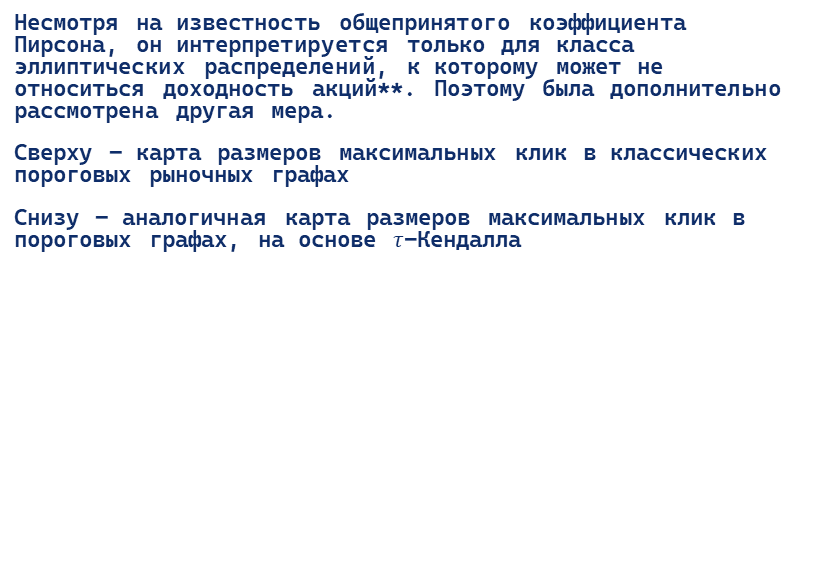 Несмотря на известность общепринятого коэффициента
Пирсона, он интерпретируется только для класса
эллиптических распределений, к которому может не
относиться доходность акций**. Поэтому была дополнительно
рассмотрена другая мера.
Сверху – карта размеров максимальных клик в классических
пороговых рыночных графах
Снизу – аналогичная карта размеров максимальных клик в
пороговых графах, на основе τ–Кендалла